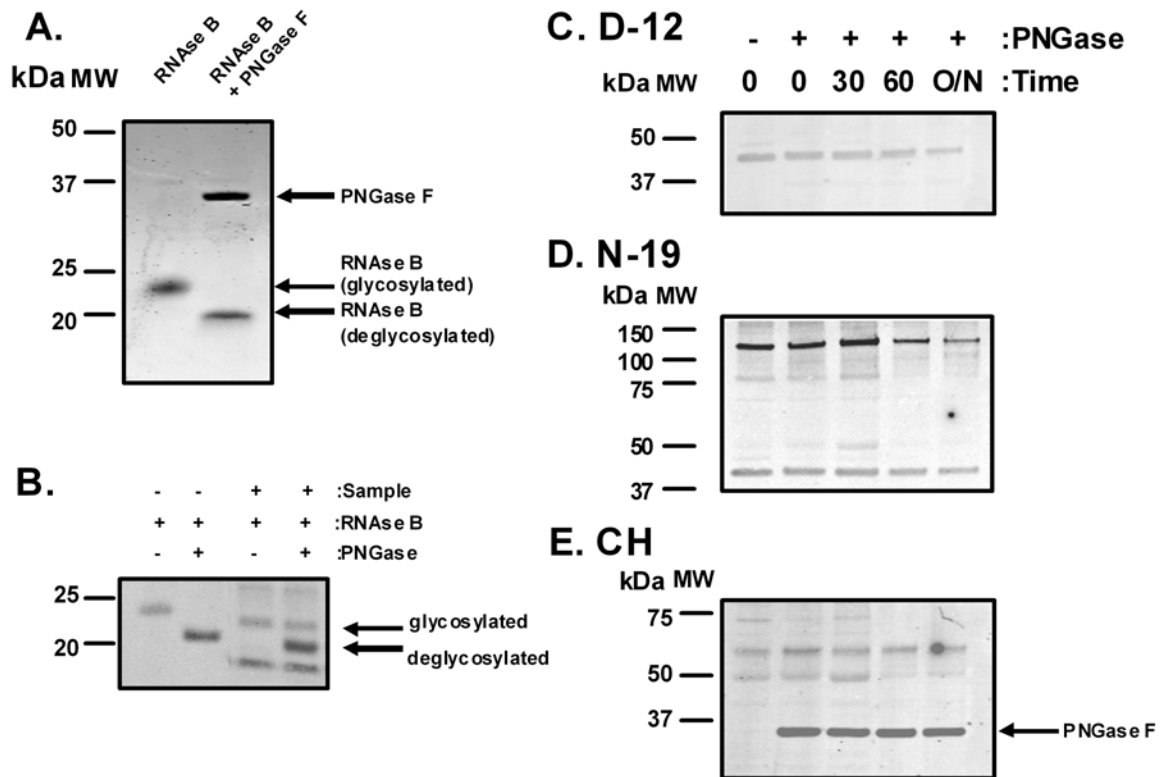 A.
kDa MW
RNAse B
RNAse B
+ PNGase F
50
37
25
20
PNGase F
RNAse B
(glycosylated)
RNAse B
(deglycosylated)
B.
- - + + :Sample
+ + + + :RNAse B
- + - + :PNGase
25
20
glycosylated
deglycosylated
C. D-12
- + + + + :PNGase
kDa MW 0 0 30 60 O/N :Time
50
37
D. N-19
kDa MW
150
100
75
50
37
E. CH
kDa MW
75
50
37
PNGase F